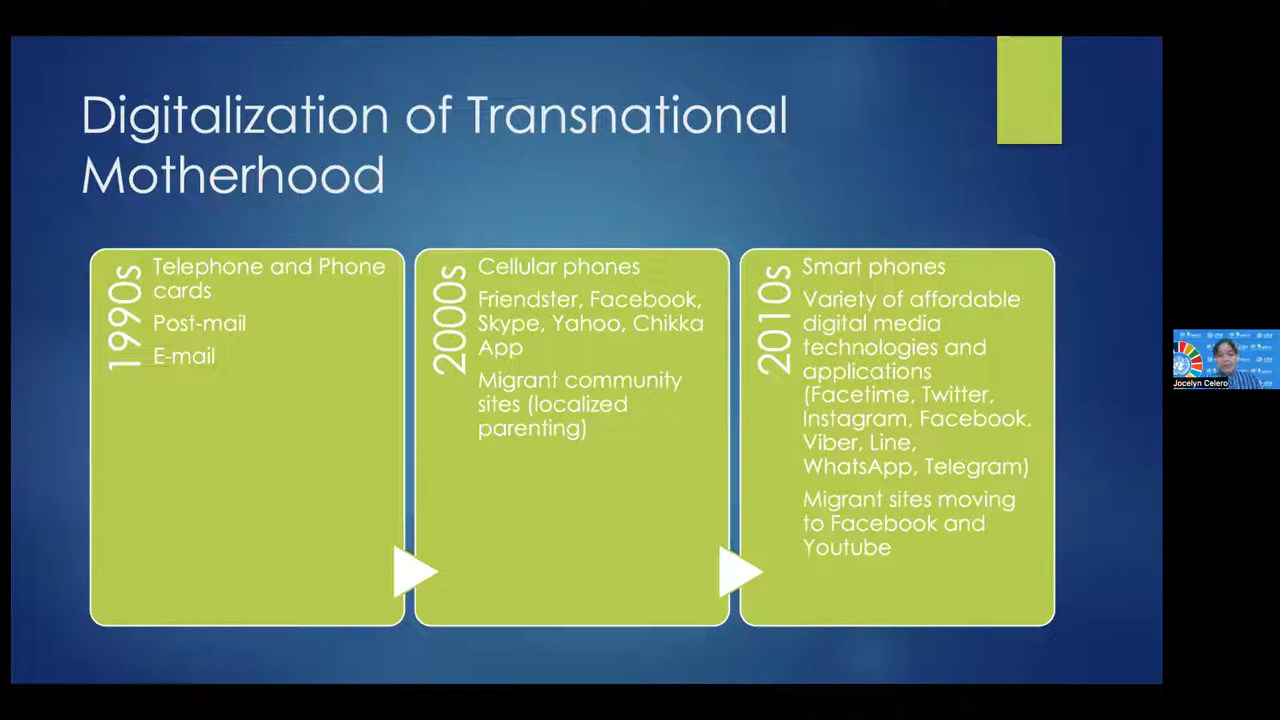 Digitalization of Transnational
Motherhood
1990s
Telephone and Phone
cards
Post-mail
E-mail
2000s
Cellular phones
Friendster, Facebook,
Skype, Yahoo, Chikka
App
Migrant community
sites (localized
parenting)
2010s
Smart phones
Variety of affordable
digital media
technologies and
applications
(Facetime, Twitter,
Instagram, Facebook,
Viber, Line,
WhatsApp, Telegram)
Migrant sites moving
to Facebook and
Youtube
Jocelyn Celero